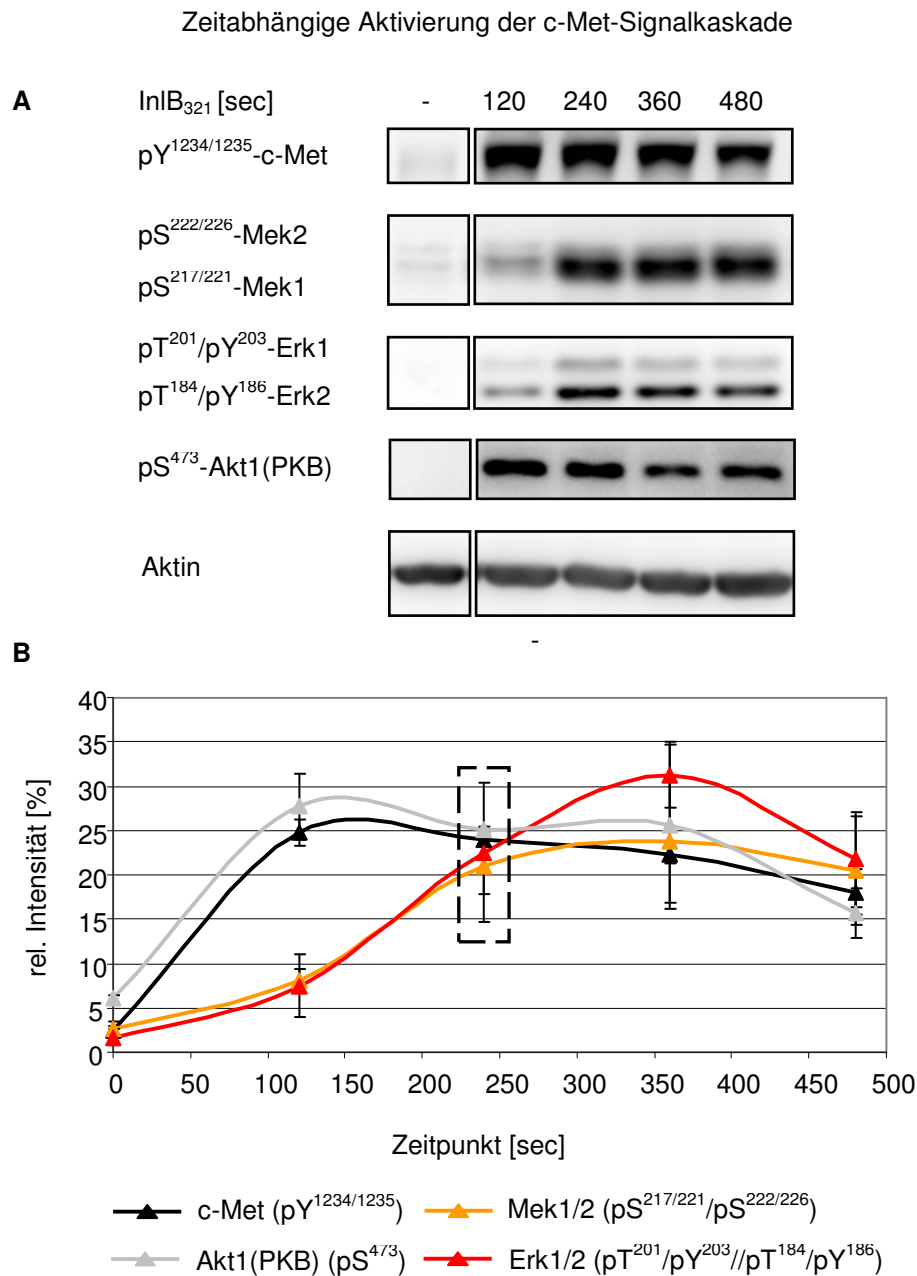 Zeitabhängige Aktivierung der c-Met-Signalkaskade
A
InlB321 [sec] - 120 240 360 480
pY1234/1235-c-Met
pS222/226-Mek2
pS217/221-Mek1
pT201/pY203-Erk1
pT184/pY186-Erk2
pS473-Akt1(PKB)
Aktin
-
B
40
35
30
25
20
15
10
5
0
rel. Intensität [%]
0 50 100 150 200 250 300 350 400 450 500
Zeitpunkt [sec]
c-Met (pY1234/1235) Mek1/2 (pS217/221/pS222/226)
Akt1(PKB) (pS473) Erk1/2 (pT201/pY203//pT184/pY186)